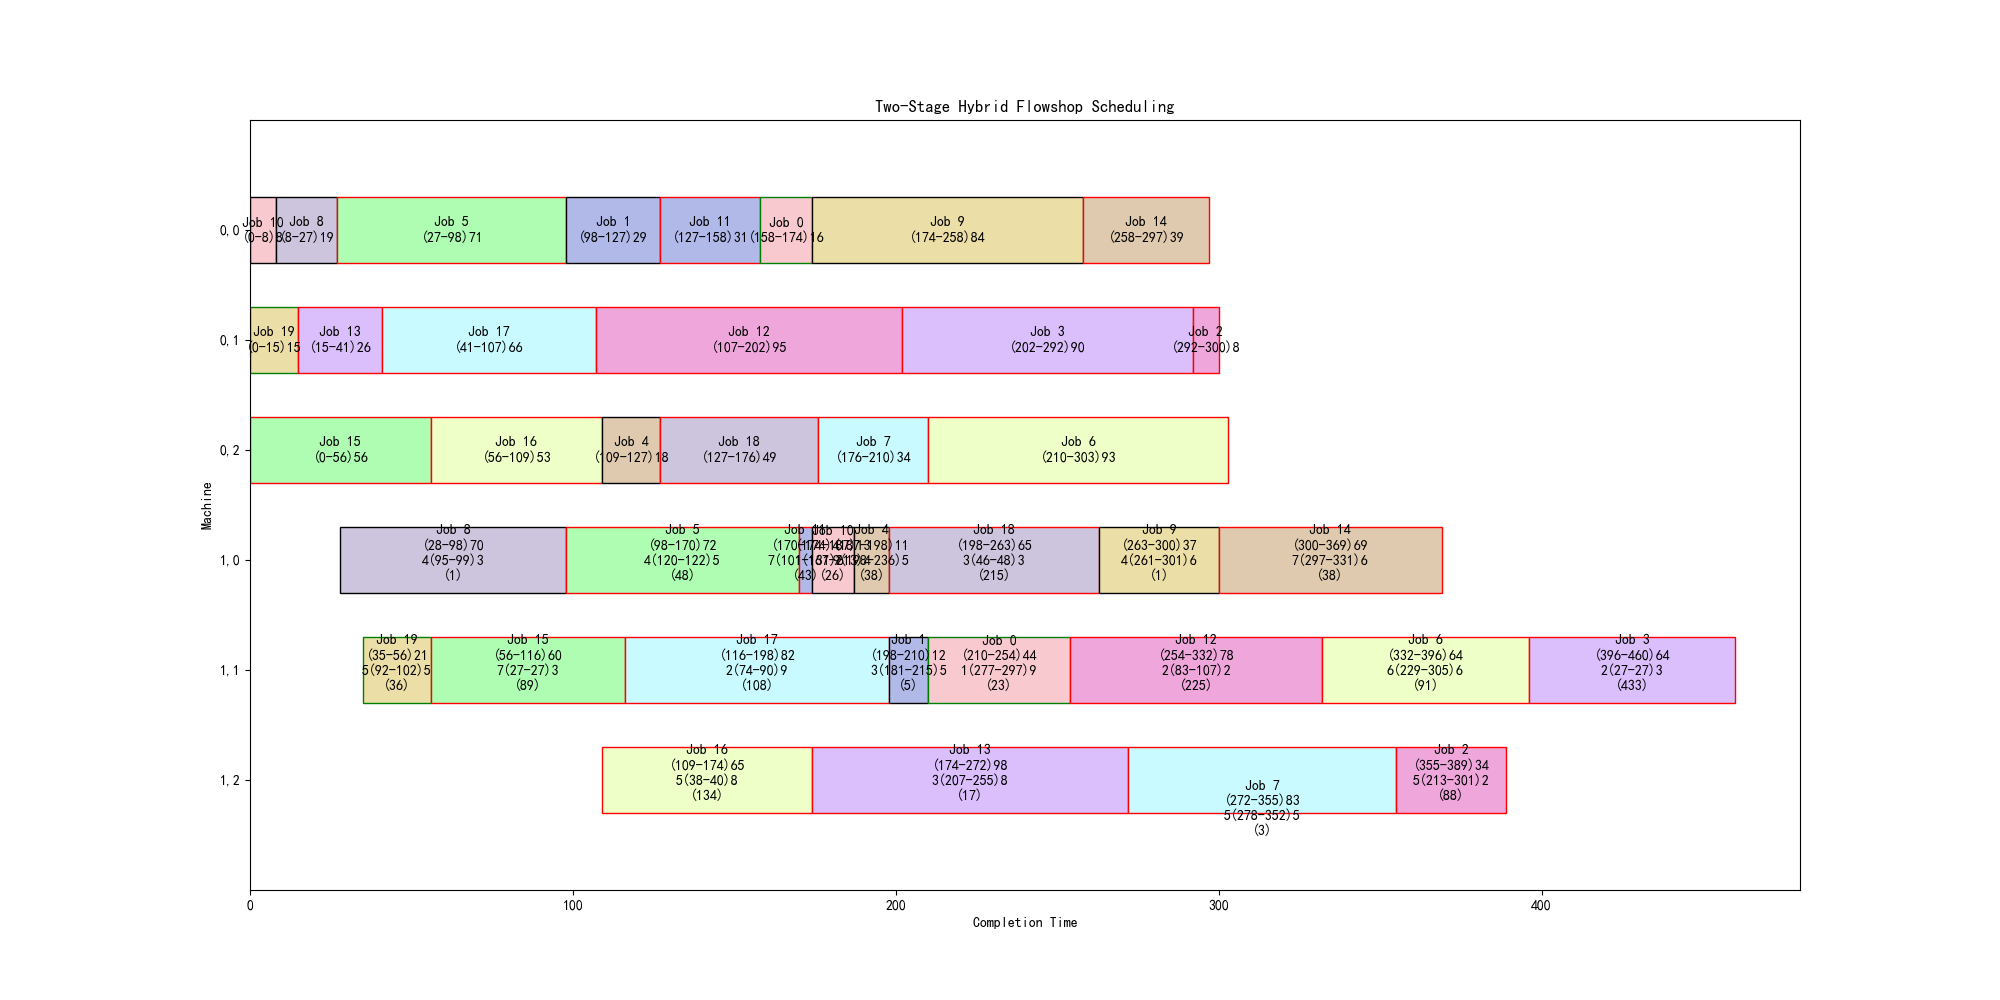 Two-Stage Hybrid Flowshop Scheduling
Machine
0,0
Job 10
(0-8)8
Job 8
(8-27)19
Job 5
(27-98)71
Job 1
(98-127)29
Job 11
(127-158)31
Job 0
(158-174)16
Job 9
(174-258)84
Job 14
(258-297)39
0,1
Job 19
(0-15)15
Job 13
(15-41)26
Job 17
(41-107)66
Job 12
(107-202)95
Job 3
(202-292)90
Job 2
(292-300)8
0,2
Job 15
(0-56)56
Job 16
(56-109)53
Job 4
(109-127)18
Job 18
(127-176)49
Job 7
(176-210)34
Job 6
(210-303)93
1,0
Job 8
(28-98)70
4(95-99)3
(1)
Job 5
(98-170)72
4(120-122)5
(48)
Job 11
(43)
Job 10
(26)
Job 4
(38)
Job 18
(198-263)65
3(46-48)3
(215)
Job 9
(263-300)37
4(261-301)6
(1)
Job 14
(300-369)69
7(297-331)6
(38)
1,1
Job 19
(35-56)21
5(92-102)5
(36)
Job 15
(56-116)60
7(27-27)3
(89)
Job 17
(116-198)82
2(74-90)9
(108)
Job 1
(198-210)12
3(181-215)5
(5)
Job 0
(210-254)44
1(277-297)9
(23)
Job 12
(254-332)78
2(83-107)2
(225)
Job 6
(332-396)64
6(229-305)6
(91)
Job 3
(396-460)64
2(27-27)3
(433)
1,2
Job 16
(109-174)65
5(38-40)8
(134)
Job 13
(174-272)98
3(207-255)8
(17)
Job 7
(272-355)83
5(278-352)5
(3)
Job 2
(355-389)34
5(213-301)2
(88)
0
100
200
300
400
Completion Time